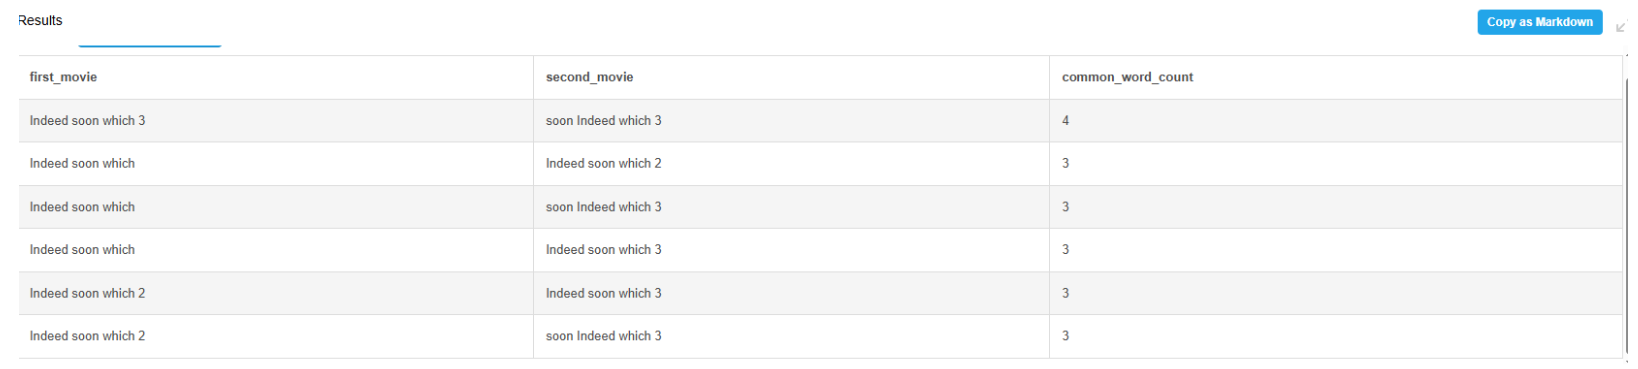 Results Copy as Markdown
first_movie second_movie common_word_count
Indeed soon which 3 soon Indeed which 3 4
Indeed soon which Indeed soon which 2 3
Indeed soon which soon Indeed which 3 3
Indeed soon which Indeed soon which 3 3
Indeed soon which 2 Indeed soon which 3 3
Indeed soon which 2 soon Indeed which 3 3